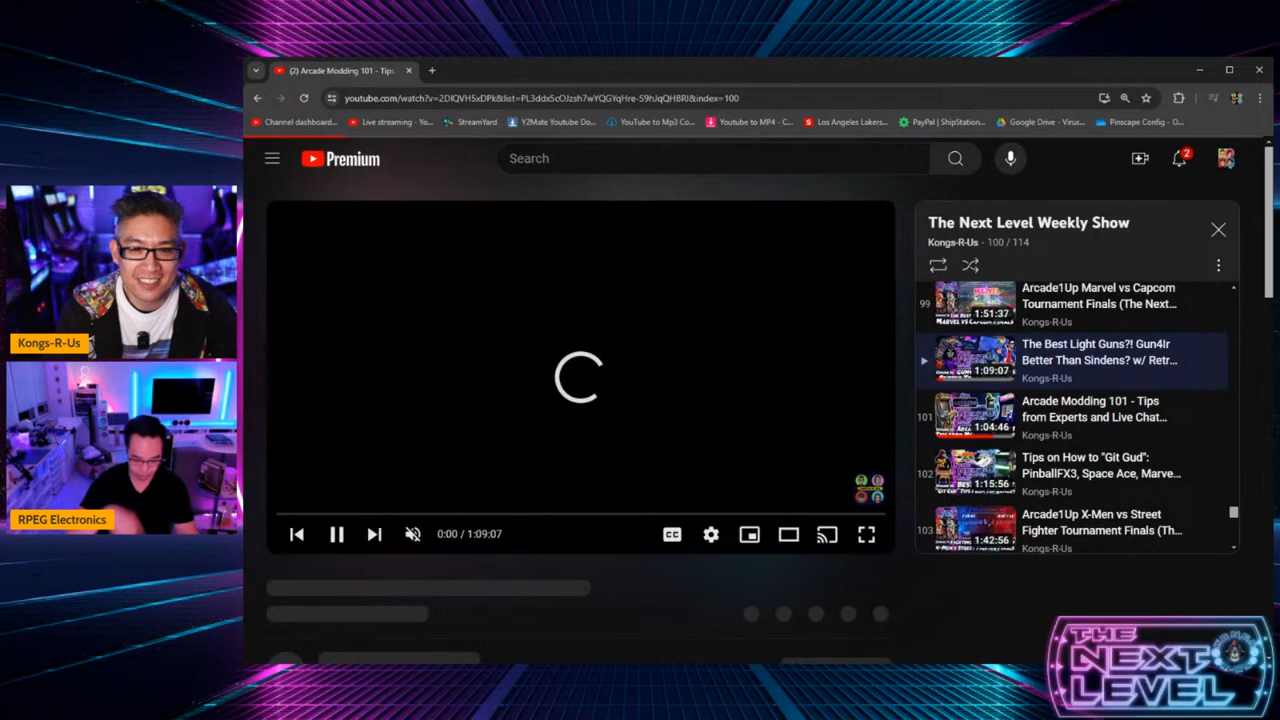 (2) Arcade Modding 101 - Tips
youtube.com/watch?v=2DIQVH5xDPk&list=PL3ddx5cOJzsh7wYQGYqHre-S9hJqQHBRI&index=100
Channel dashboard...
Live streaming - Yo...
StreamYard
Y2Mate Youtube Do...
YouTube to Mp3 Co...
Youtube to MP4 - C...
Los Angeles Lakers...
PayPal | ShipStation...
Google Drive - Virus...
Pinscape Config - O...
Premium
Search
2
The Next Level Weekly Show
Kongs-R-Us - 100 / 114
99
Arcade1Up Marvel vs Capcom
Tournament Finals (The Next...
1:51:37
Kongs-R-Us
The Best Light Guns?! Gun4Ir
Better Than Sindens? w/ Retr...
1:09:07
Kongs-R-Us
101
Arcade Modding 101 - Tips
from Experts and Live Chat...
1:04:46
Kongs-R-Us
102
Tips on How to "Git Gud":
PinballFX3, Space Ace, Marve...
1:15:56
Kongs-R-Us
103
Arcade1Up X-Men vs Street
Fighter Tournament Finals (Th...
1:42:56
Kongs-R-Us
0:00 / 1:09:07
CC
Kongs-R-Us
RPEG Electronics
THE
NEXT
LEVEL